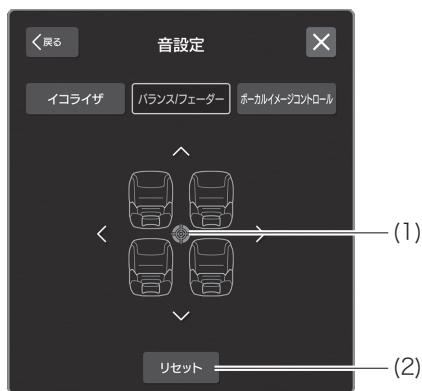 戻る
音設定
イコライザ
バランス/フェーダー
ボーカルイメージコントロール
(1)
リセット
(2)